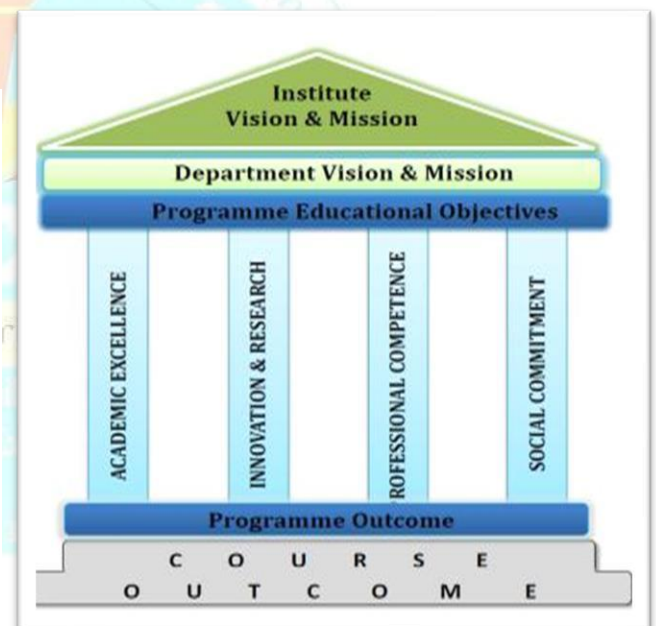 Institute
Vision & Mission
Department Vision & Mission
Programme Educational Objectives
ACADEMIC EXCELLENCE
INNOVATION & RESEARCH
ROFESSIONAL COMPETENCE
SOCIAL COMMITMENT
Programme Outcome
C O U R S E
O U T C O M E